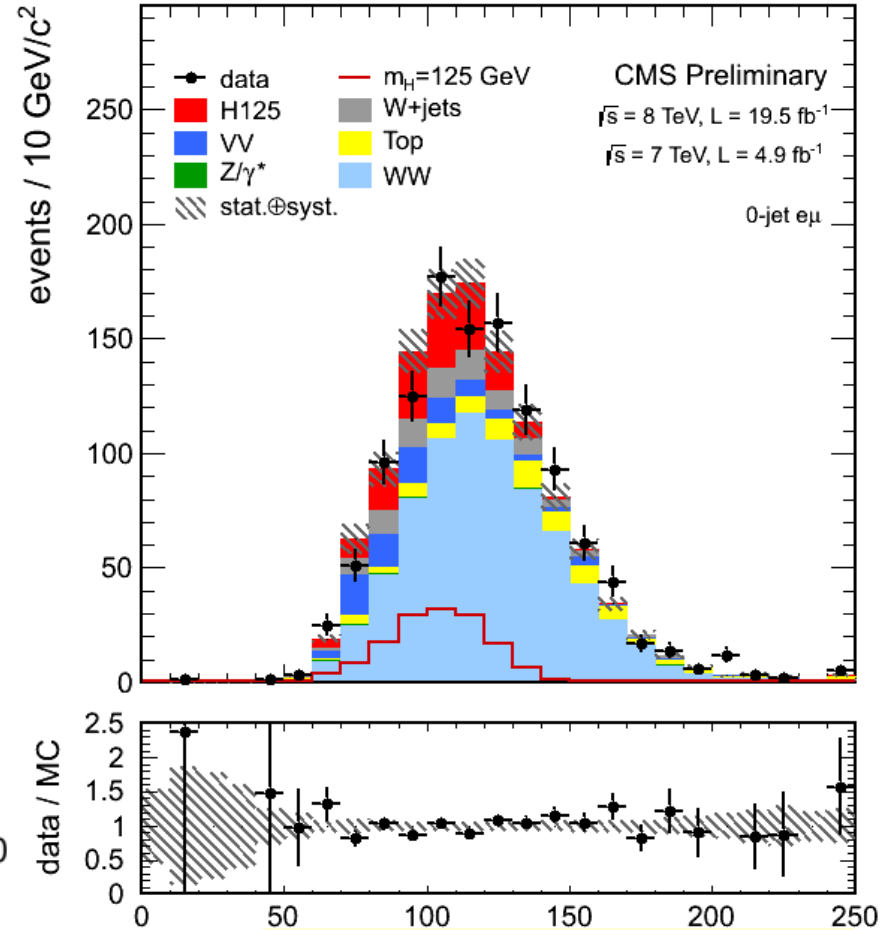 events / 10 GeV/c²
250
200
150
100
50
0
data
H125
VV
Z/γ*
stat.⊕syst.
m_H=125 GeV
W+jets
Top
WW
CMS Preliminary
√s = 8 TeV, L = 19.5 fb⁻¹
√s = 7 TeV, L = 4.9 fb⁻¹
0-jet eμ
data / MC
2.5
2
1.5
1
0.5
0
0
0 50 100 150 200 250